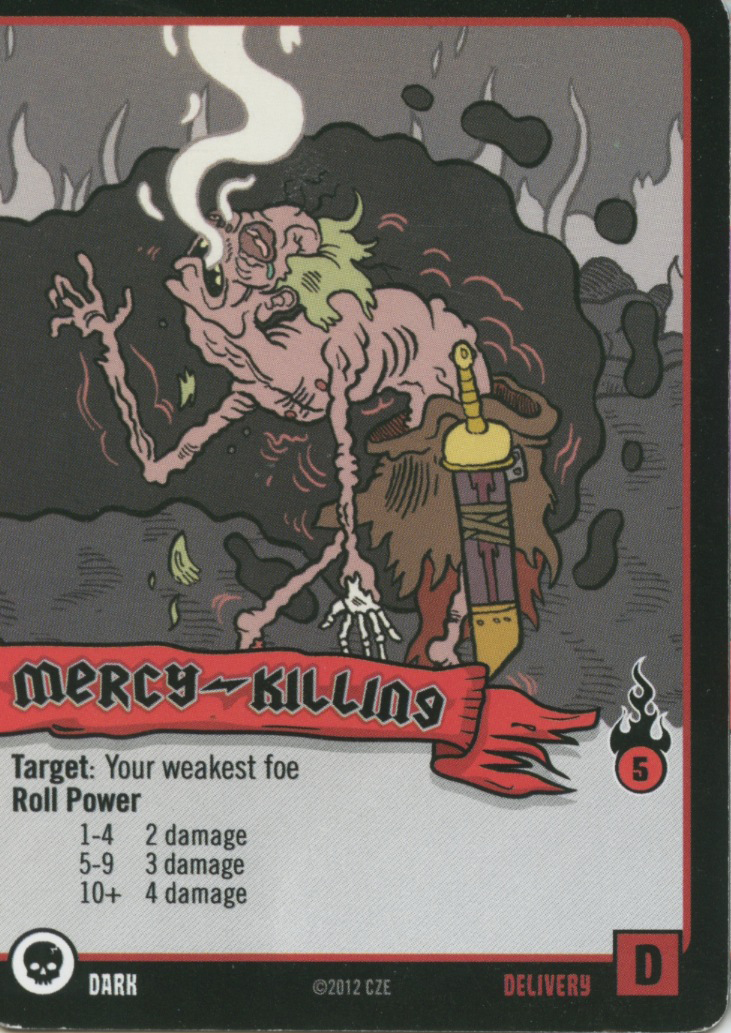 MERCY-KILLING
5
Target: Your weakest foe
Roll Power
1-4 2 damage
5-9 3 damage
10+ 4 damage
DARK ©2012 CZE DELIVERY D